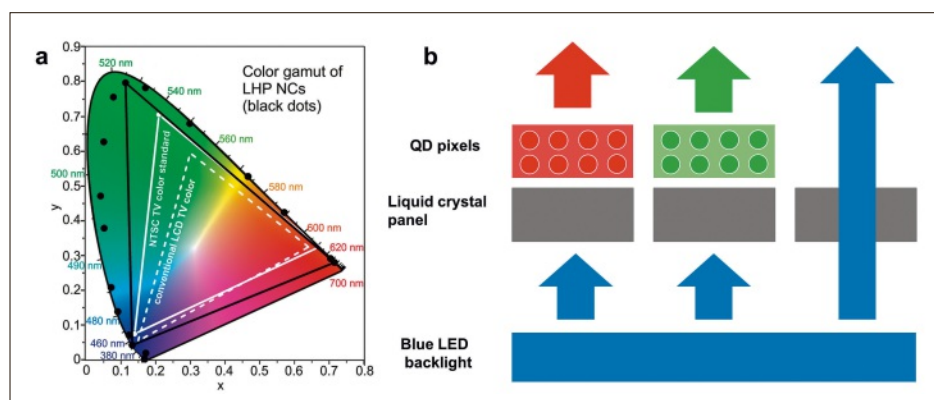 a
Color gamut of
LHP NCs
(black dots)
0.9
0.8
0.7
0.6
0.5
0.4
0.3
0.2
0.1
0
y
0
0.1
0.2
0.3
0.4
0.5
0.6
0.7
0.8
x
520 nm
540 nm
560 nm
580 nm
600 nm
620 nm
700 nm
500 nm
490 nm
480 nm
460 nm
380 nm
NTSC TV color standard
conventional LCD TV color
b
QD pixels
Liquid crystal
panel
Blue LED
backlight